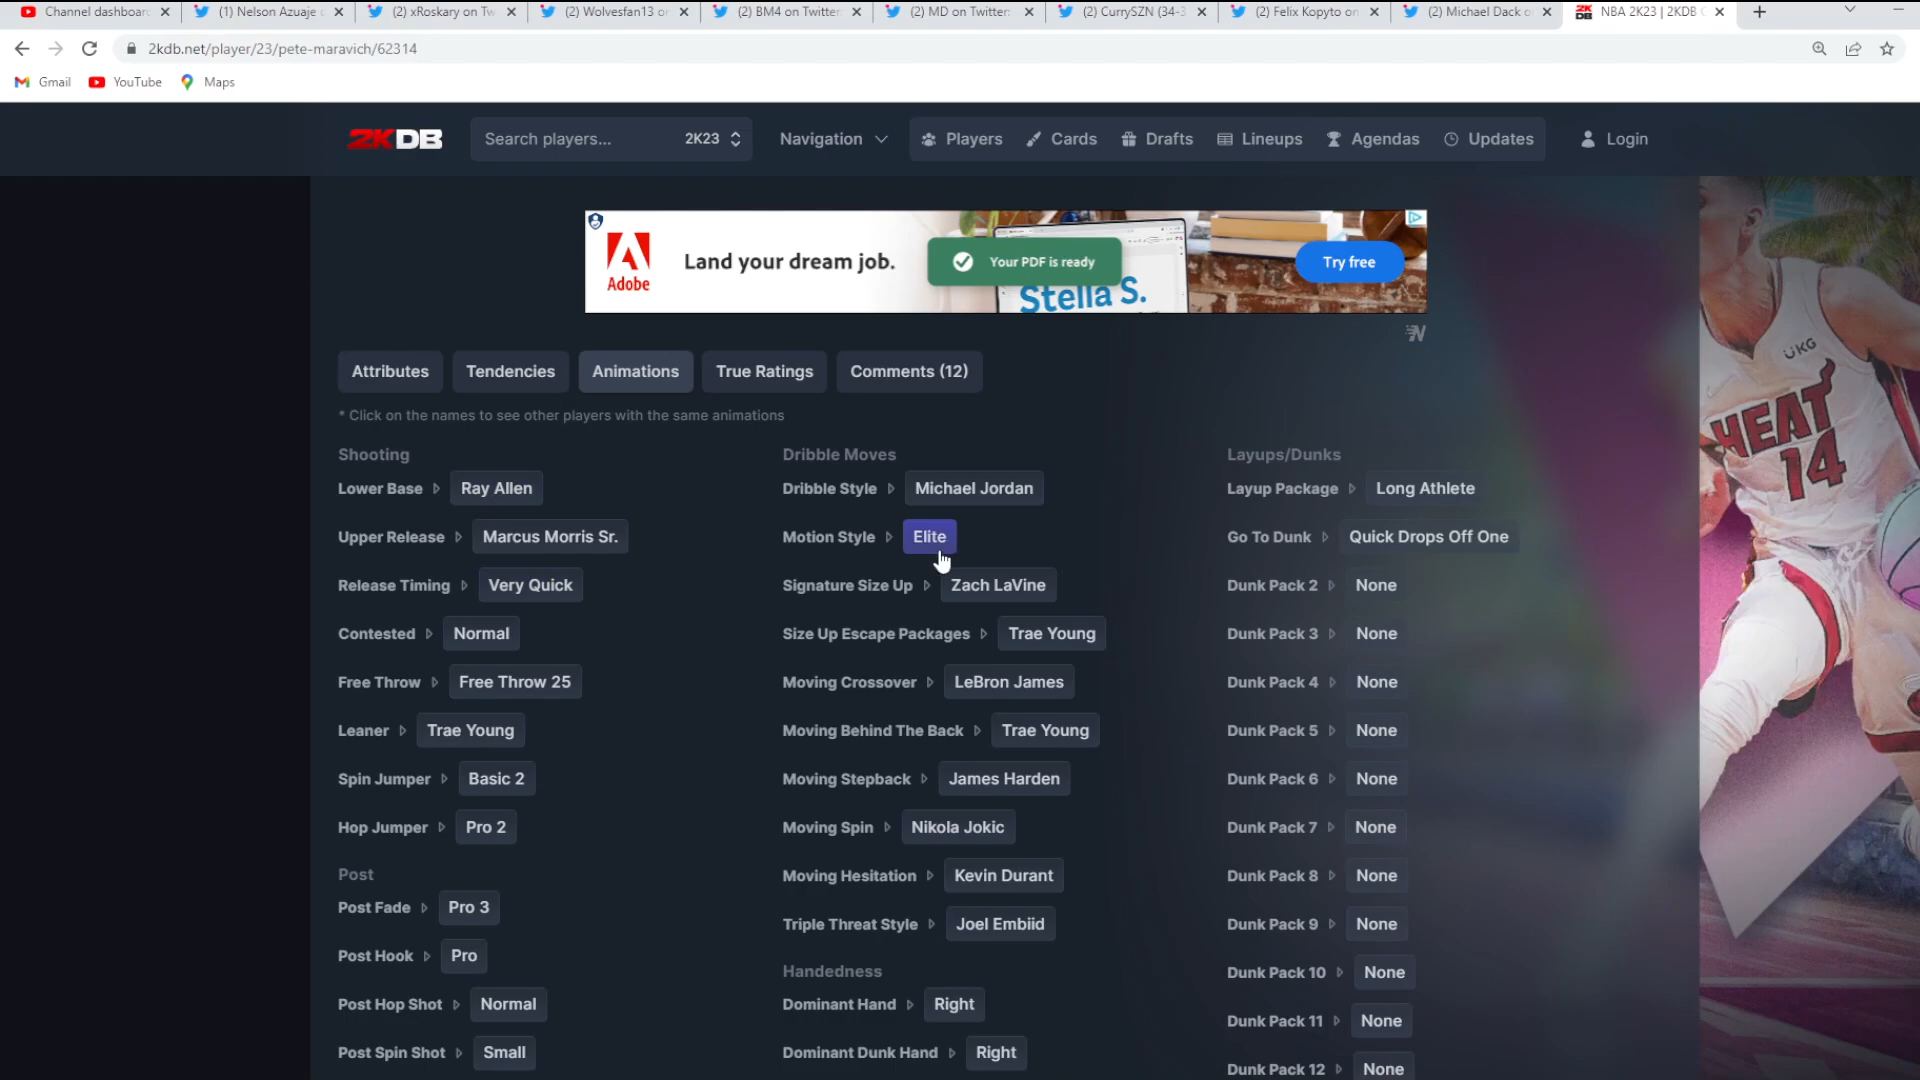 Channel dashboard
(1) Nelson Azuaje
(2) xRoskary on Tw
(2) Wolvesfan13 o
(2) BM4 on Twitter
(2) MD on Twitter:
(2) CurrySZN (34-3
(2) Felix Kopyto on
(2) Michael Dack o
NBA 2K23 | 2KDB
2kdb.net/player/23/pete-maravich/62314
Gmail YouTube Maps
2KDB Search players... 2K23 Navigation Players Cards Drafts Lineups Agendas Updates Login
Adobe
Land your dream job.
Your PDF is ready
Stella S.
Try free
Attributes Tendencies Animations True Ratings Comments (12)
* Click on the names to see other players with the same animations
Shooting
Lower Base Ray Allen
Upper Release Marcus Morris Sr.
Release Timing Very Quick
Contested Normal
Free Throw Free Throw 25
Leaner Trae Young
Spin Jumper Basic 2
Hop Jumper Pro 2
Post
Post Fade Pro 3
Post Hook Pro
Post Hop Shot Normal
Post Spin Shot Small
Dribble Moves
Dribble Style Michael Jordan
Motion Style Elite
Signature Size Up Zach LaVine
Size Up Escape Packages Trae Young
Moving Crossover LeBron James
Moving Behind The Back Trae Young
Moving Stepback James Harden
Moving Spin Nikola Jokic
Moving Hesitation Kevin Durant
Triple Threat Style Joel Embiid
Handedness
Dominant Hand Right
Dominant Dunk Hand Right
Layups/Dunks
Layup Package Long Athlete
Go To Dunk Quick Drops Off One
Dunk Pack 2 None
Dunk Pack 3 None
Dunk Pack 4 None
Dunk Pack 5 None
Dunk Pack 6 None
Dunk Pack 7 None
Dunk Pack 8 None
Dunk Pack 9 None
Dunk Pack 10 None
Dunk Pack 11 None
Dunk Pack 12 None
UKG
HEAT
14